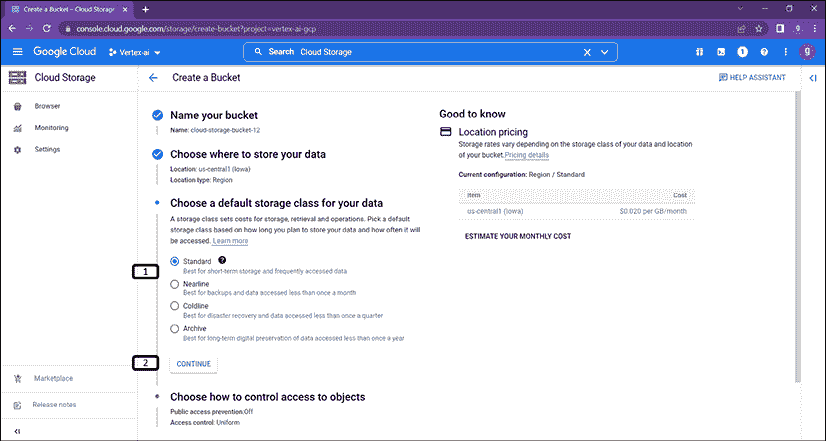 Create a Bucket – Cloud Storage
console.cloud.google.com/storage/create-bucket?project=vertex-ai-gcp
Google Cloud
Vertex-ai
Search Cloud Storage
1
g
Cloud Storage
Create a Bucket
HELP ASSISTANT
Browser
Monitoring
Settings
Marketplace
Release notes
Name your bucket
Name: cloud-storage-bucket-12
Choose where to store your data
Location: us-central1 (Iowa)
Location type: Region
Choose a default storage class for your data
A storage class sets costs for storage, retrieval and operations. Pick a default
storage class based on how long you plan to store your data and how often it will
be accessed. Learn more
Standard
1
Best for short-term storage and frequently accessed data
Nearline
Best for backups and data accessed less than once a month
Coldline
Best for disaster recovery and data accessed less than once a quarter
Archive
Best for long-term digital preservation of data accessed less than once a year
2
CONTINUE
Choose how to control access to objects
Public access prevention:Off
Access control: Uniform
Good to know
Location pricing
Storage rates vary depending on the storage class of your data and location
of your bucket.Pricing details
Current configuration: Region / Standard
Item Cost
us-central1 (Iowa) $0.020 per GB/month
ESTIMATE YOUR MONTHLY COST